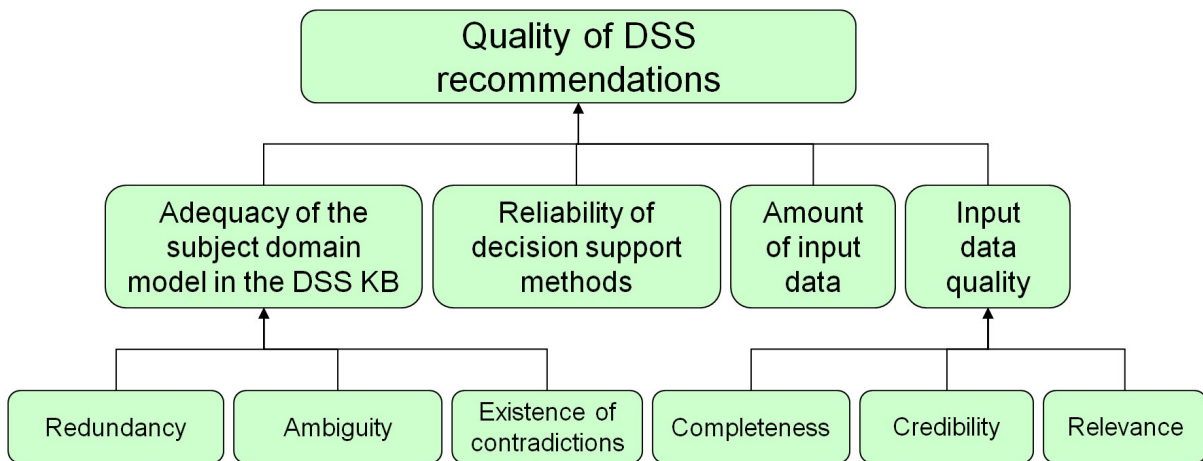 Quality of DSS
recommendations
Adequacy of the
subject domain
model in the DSS KB
Reliability of
decision support
methods
Amount
of input
data
Input
data
quality
Redundancy
Ambiguity
Existence of
contradictions
Completeness
Credibility
Relevance